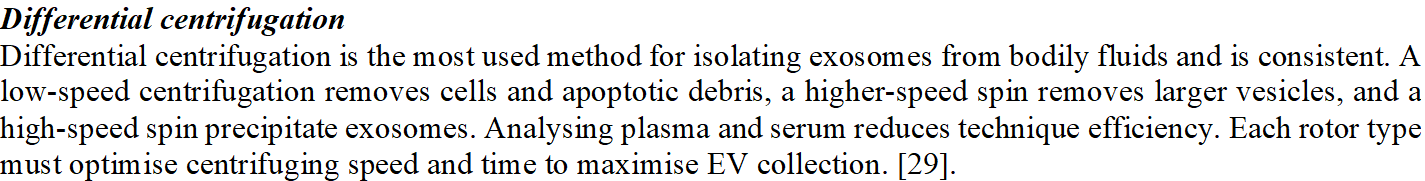 Differential centrifugation
Differential centrifugation is the most used method for isolating exosomes from bodily fluids and is consistent. A
low-speed centrifugation removes cells and apoptotic debris, a higher-speed spin removes larger vesicles, and a
high-speed spin precipitate exosomes. Analysing plasma and serum reduces technique efficiency. Each rotor type
must optimise centrifuging speed and time to maximise EV collection. [29].